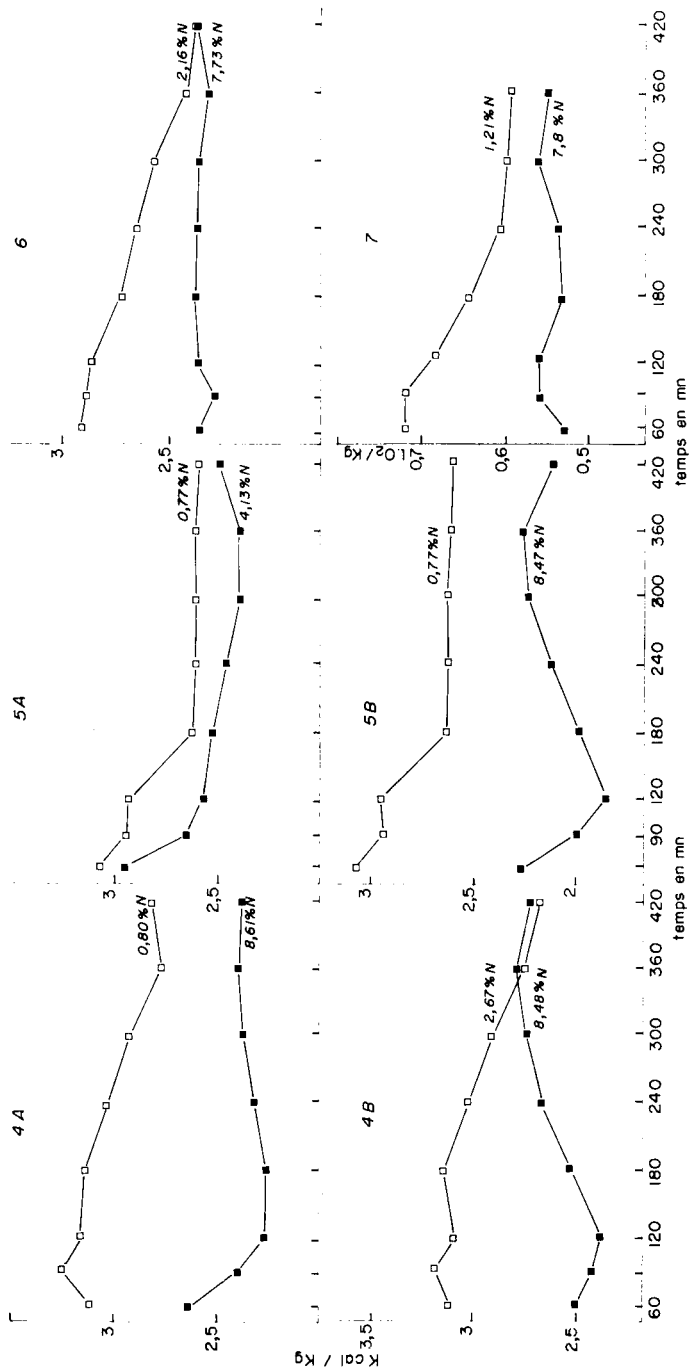 4A
5A
6
K cal / Kg
3
2,5
0,80%N
8,61%N
3
2,5
0,77%N
4,13%N
3
2,5
2,16%N
7,73%N
4B
5B
7
3,5
3
2,5
2,67%N
8,48%N
3
2,5
2
0,77%N
8,47%N
l.O2/Kg
0,7
0,6
0,5
1,21%N
7,8%N
60 120 180 240 300 360 420
90 120 180 240 300 360 420
60 120 180 240 300 360 420
temps en mn
temps en mn